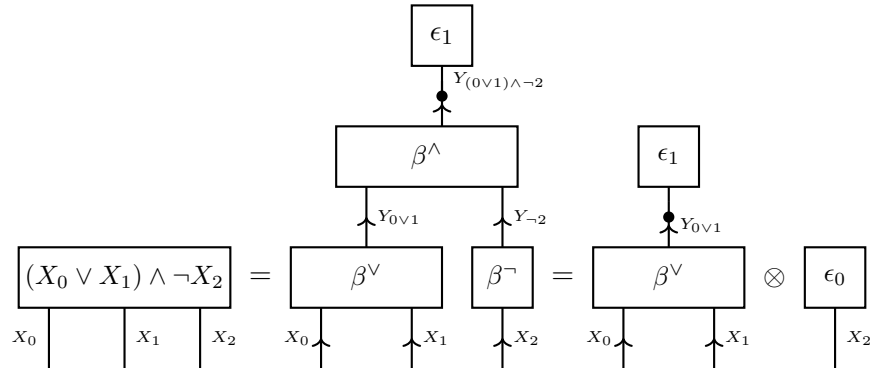 ϵ₁
Y₍₀∨₁₎∧¬₂
β^∧
ϵ₁
Y₀∨₁ Y¬₂ Y₀∨₁
(X₀ ∨ X₁) ∧ ¬X₂ = β^∨ β^¬ = β^∨ ⊗ ϵ₀
X₀ X₁ X₂ X₀ X₁ X₂ X₀ X₁ X₂